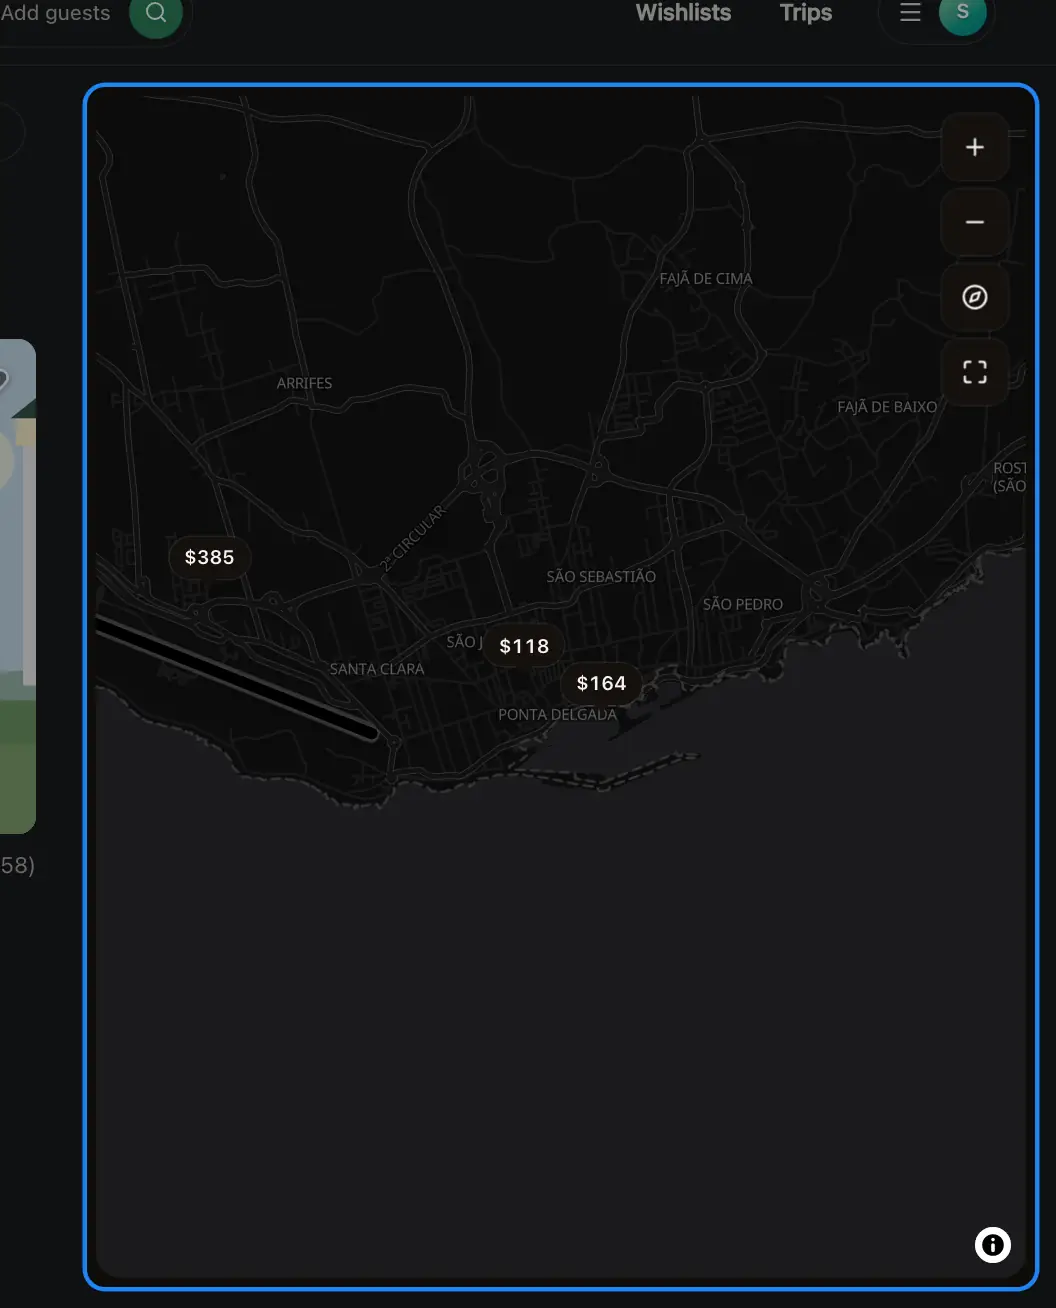 Add guests
Wishlists
Trips
S
FAJÃ DE CIMA
ARRIFES
FAJÃ DE BAIXO
ROST
(SÃO
2ª CIRCULAR
$385
SÃO SEBASTIÃO
SÃO PEDRO
SÃO J
$118
SANTA CLARA
$164
PONTA DELGADA
58)